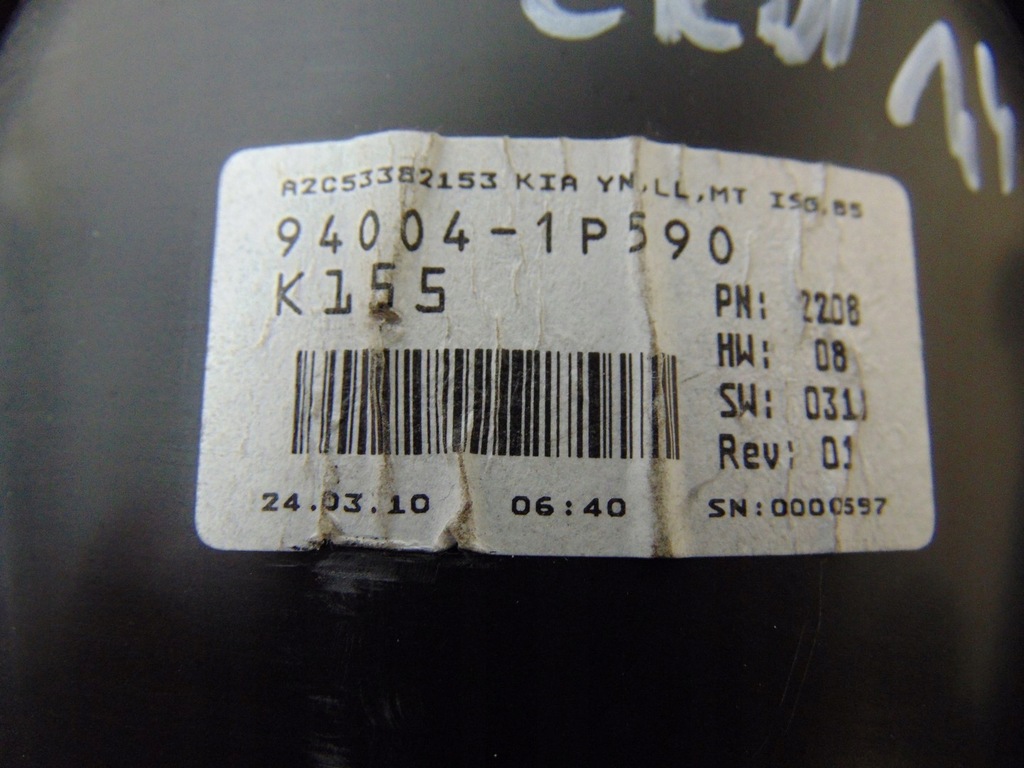 A2C53382153 KIA YN,LL,MT ISG,B5
94004-1P590
K155
PN: 2208
HW: 08
SW: 031
Rev: 01
24.03.10 06:40 SN:0000597